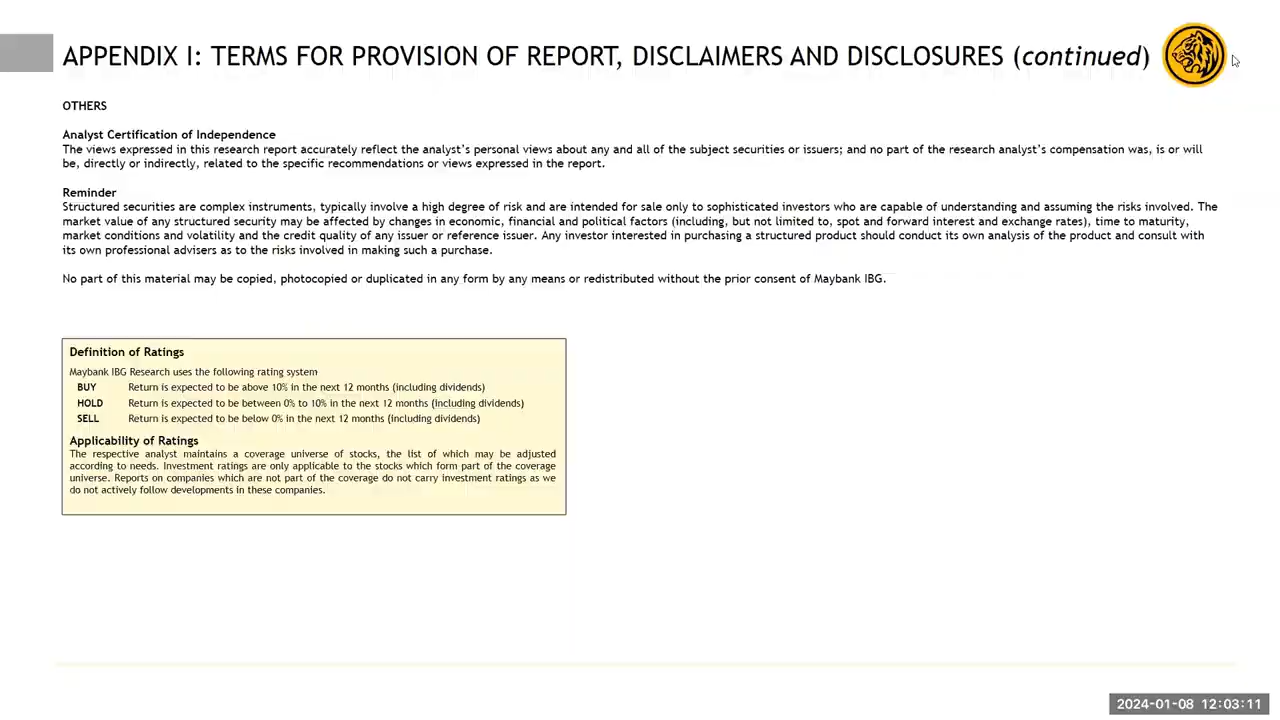 APPENDIX I: TERMS FOR PROVISION OF REPORT, DISCLAIMERS AND DISCLOSURES (continued)
OTHERS
Analyst Certification of Independence
The views expressed in this research report accurately reflect the analyst's personal views about any and all of the subject securities or issuers; and no part of the research analyst's compensation was, is or will
be, directly or indirectly, related to the specific recommendations or views expressed in the report.
Reminder
Structured securities are complex instruments, typically involve a high degree of risk and are intended for sale only to sophisticated investors who are capable of understanding and assuming the risks involved. The
market value of any structured security may be affected by changes in economic, financial and political factors (including, but not limited to, spot and forward interest and exchange rates), time to maturity,
market conditions and volatility and the credit quality of any issuer or reference issuer. Any investor interested in purchasing a structured product should conduct its own analysis of the product and consult with
its own professional advisers as to the risks involved in making such a purchase.
No part of this material may be copied, photocopied or duplicated in any form by any means or redistributed without the prior consent of Maybank IBG.
Definition of Ratings
Maybank IBG Research uses the following rating system
BUY Return is expected to be above 10% in the next 12 months (including dividends)
HOLD Return is expected to be between 0% to 10% in the next 12 months (including dividends)
SELL Return is expected to be below 0% in the next 12 months (including dividends)
Applicability of Ratings
The respective analyst maintains a coverage universe of stocks, the list of which may be adjusted
according to needs. Investment ratings are only applicable to the stocks which form part of the coverage
universe. Reports on companies which are not part of the coverage do not carry investment ratings as we
do not actively follow developments in these companies.
2024-01-08 12:03:11